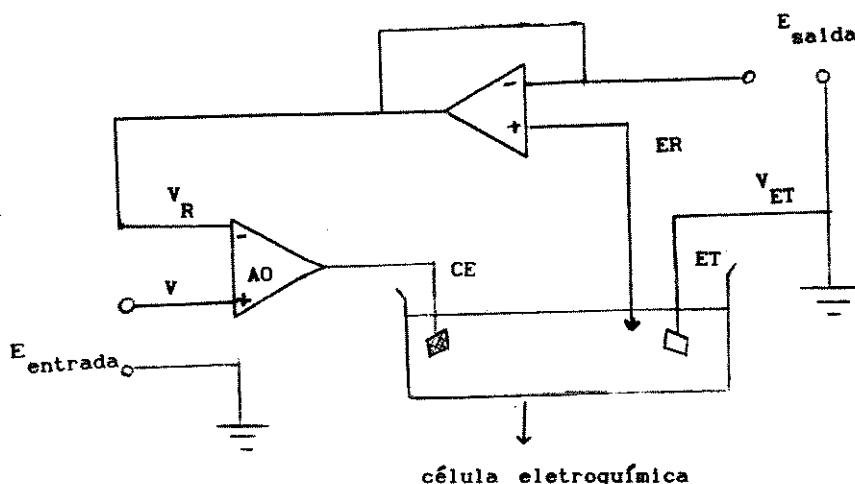 E saida
-
+
ER
V R
V ET
-
AO
CE
ET
V
+
E entrada
célula eletroquímica